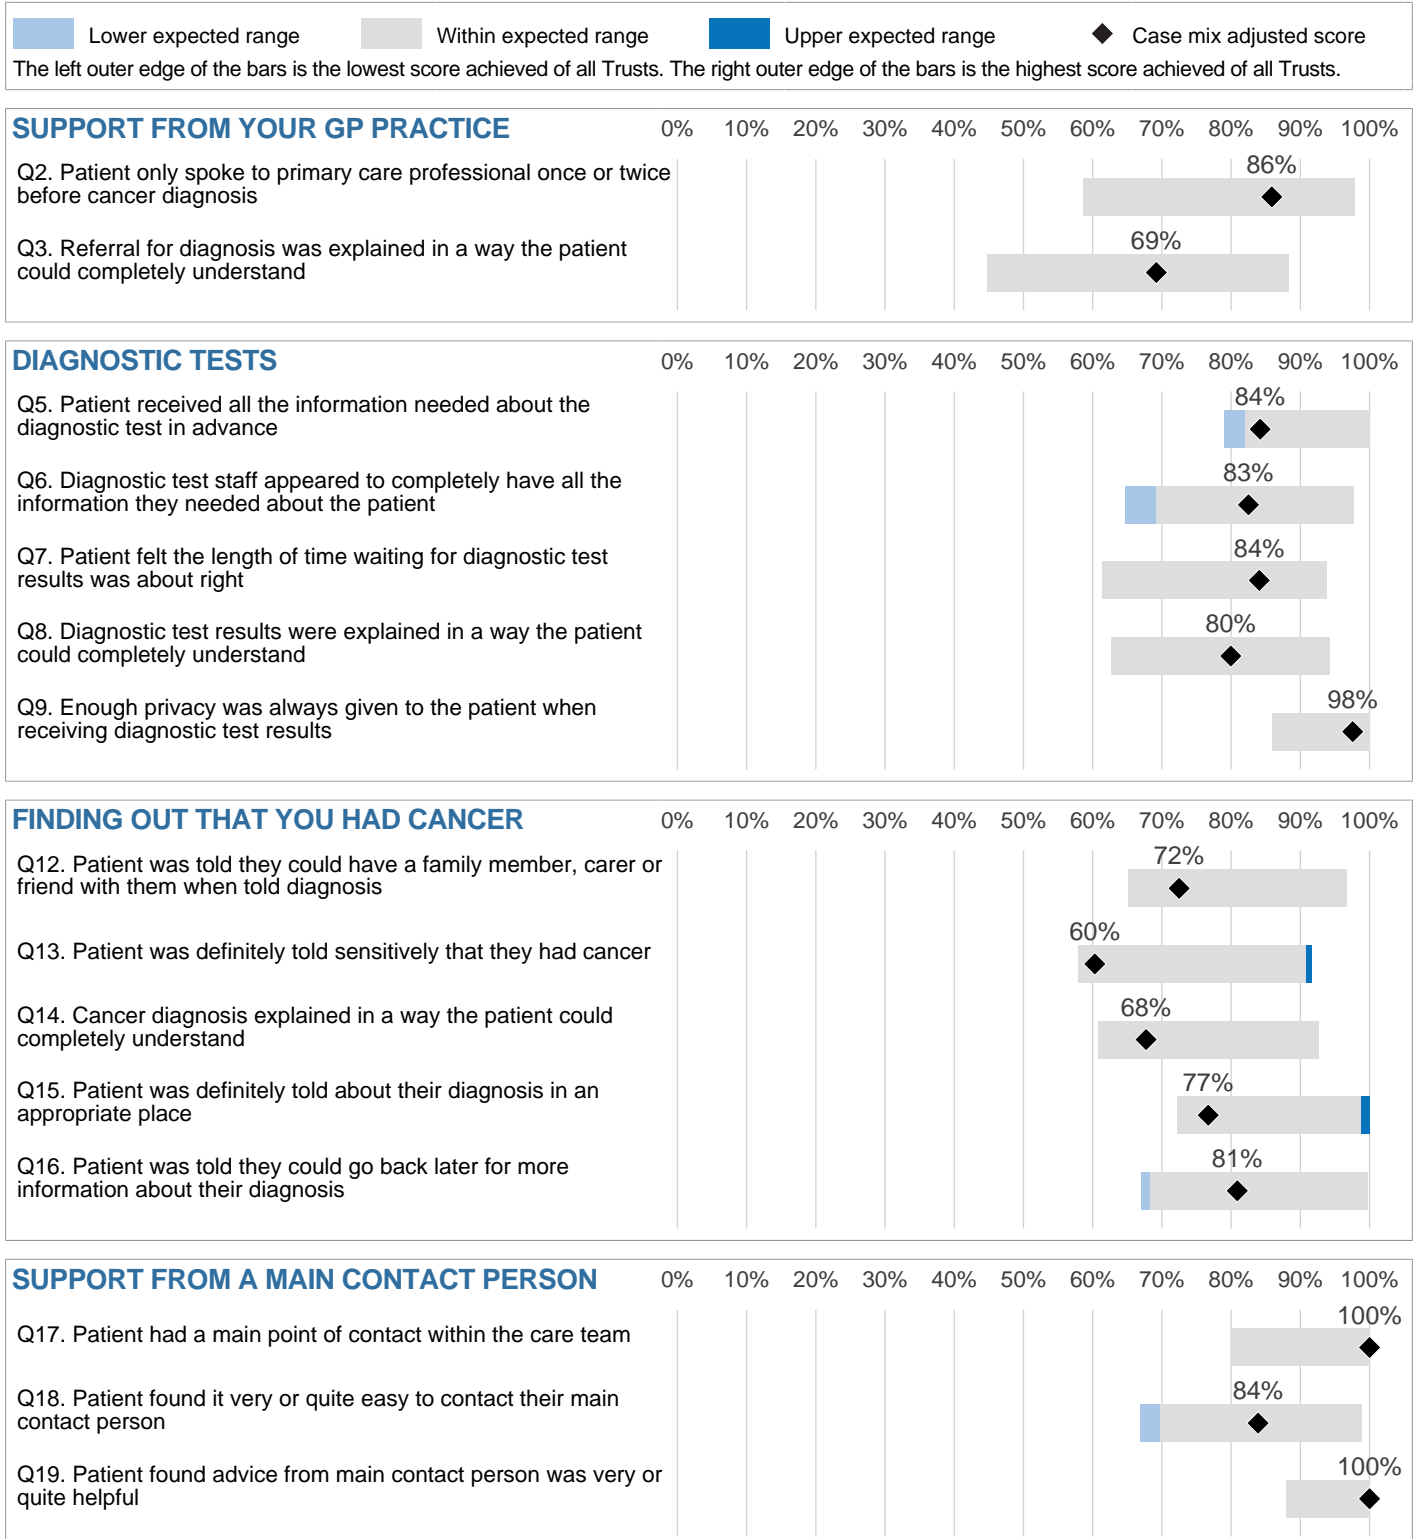 Lower expected range Within expected range Upper expected range Case mix adjusted score
The left outer edge of the bars is the lowest score achieved of all Trusts. The right outer edge of the bars is the highest score achieved of all Trusts.
SUPPORT FROM YOUR GP PRACTICE 0% 10% 20% 30% 40% 50% 60% 70% 80% 90% 100%
Q2. Patient only spoke to primary care professional once or twice
before cancer diagnosis
86%
Q3. Referral for diagnosis was explained in a way the patient
could completely understand
69%
DIAGNOSTIC TESTS 0% 10% 20% 30% 40% 50% 60% 70% 80% 90% 100%
Q5. Patient received all the information needed about the
diagnostic test in advance
84%
Q6. Diagnostic test staff appeared to completely have all the
information they needed about the patient
83%
Q7. Patient felt the length of time waiting for diagnostic test
results was about right
84%
Q8. Diagnostic test results were explained in a way the patient
could completely understand
80%
Q9. Enough privacy was always given to the patient when
receiving diagnostic test results
98%
FINDING OUT THAT YOU HAD CANCER 0% 10% 20% 30% 40% 50% 60% 70% 80% 90% 100%
Q12. Patient was told they could have a family member, carer or
friend with them when told diagnosis
72%
Q13. Patient was definitely told sensitively that they had cancer
60%
Q14. Cancer diagnosis explained in a way the patient could
completely understand
68%
Q15. Patient was definitely told about their diagnosis in an
appropriate place
77%
Q16. Patient was told they could go back later for more
information about their diagnosis
81%
SUPPORT FROM A MAIN CONTACT PERSON 0% 10% 20% 30% 40% 50% 60% 70% 80% 90% 100%
Q17. Patient had a main point of contact within the care team
100%
Q18. Patient found it very or quite easy to contact their main
contact person
84%
Q19. Patient found advice from main contact person was very or
quite helpful
100%